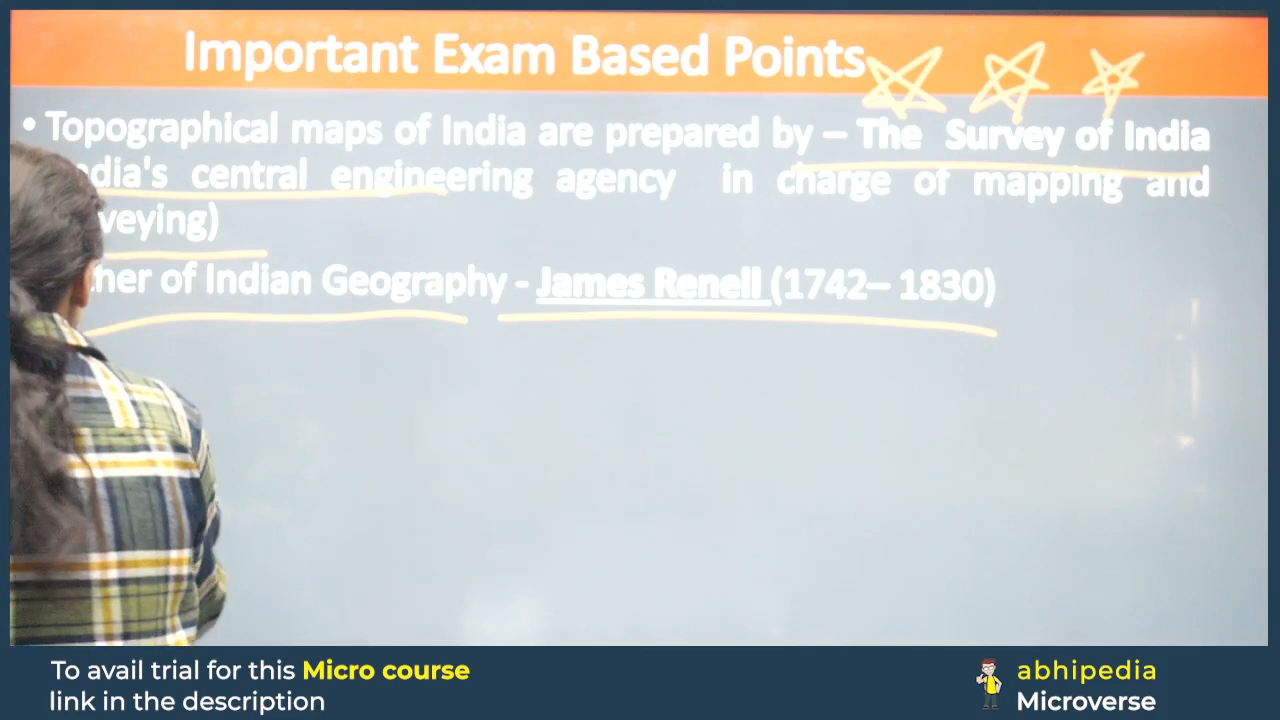 Important Exam Based Points
• Topographical maps of India are prepared by – The Survey of India
dia's central engineering agency in charge of mapping and
veying)
her of Indian Geography - James Renell (1742– 1830)
To avail trial for this Micro course
link in the description
abhipedia
Microverse